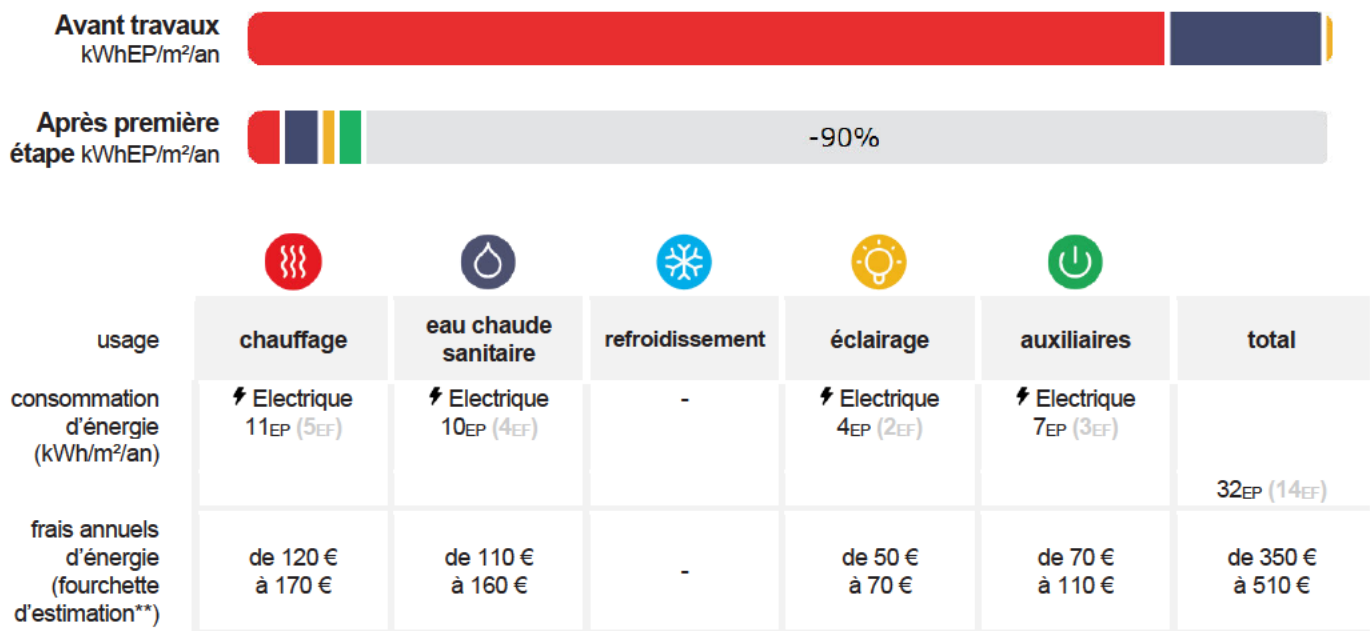 Avant travaux
kWhEP/m²/an
Après première
étape kWhEP/m²/an
-90%
usage
chauffage
eau chaude
sanitaire
refroidissement
éclairage
auxiliaires
total
consommation
d'énergie
(kWh/m²/an)
Electrique
11EP (5EF)
Electrique
10EP (4EF)
-
Electrique
4EP (2EF)
Electrique
7EP (3EF)
32EP (14EF)
frais annuels
d'énergie
(fourchette
d'estimation**)
de 120 €
à 170 €
de 110 €
à 160 €
-
de 50 €
à 70 €
de 70 €
à 110 €
de 350 €
à 510 €